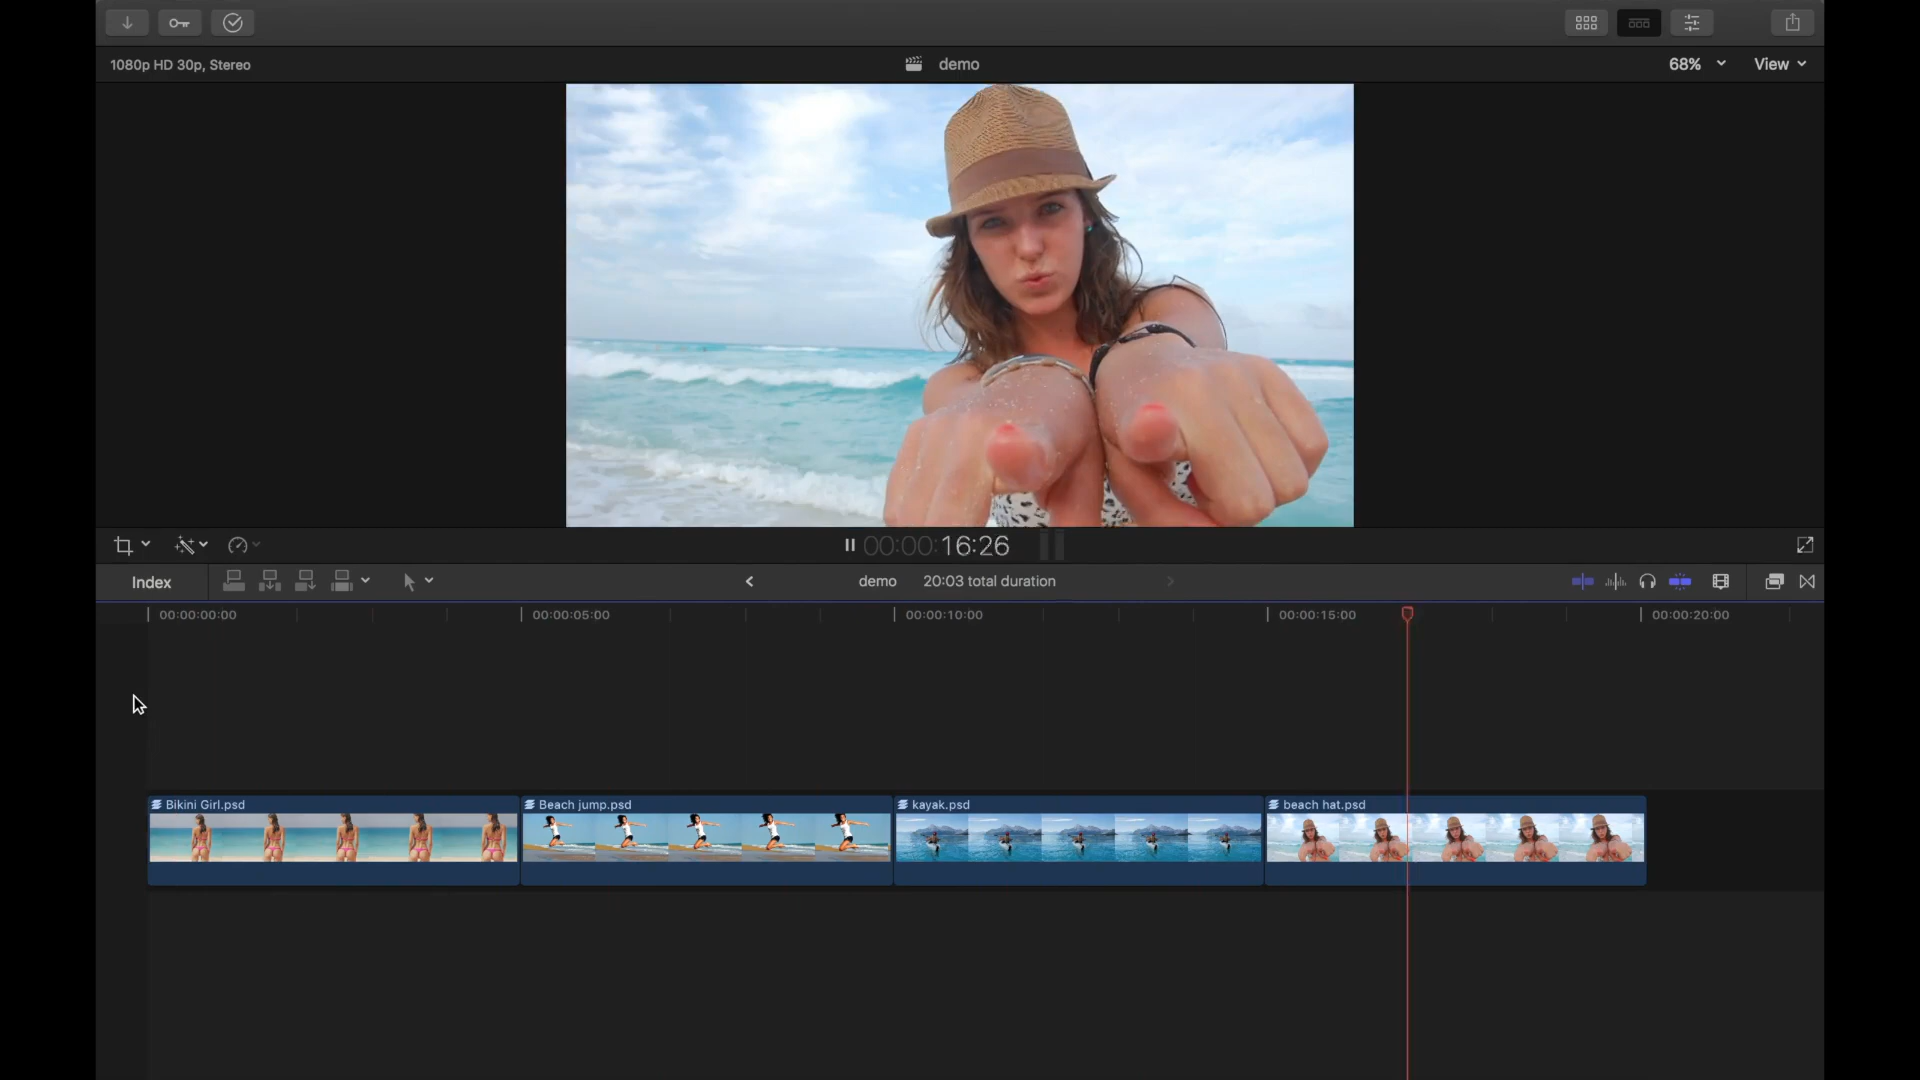 1080p HD 30p, Stereo
demo
68%
View
00:00:16:26
Index
demo
20:03 total duration
00:00:00:00
00:00:05:00
00:00:10:00
00:00:15:00
00:00:20:00
Bikini Girl.psd
Beach jump.psd
kayak.psd
beach hat.psd